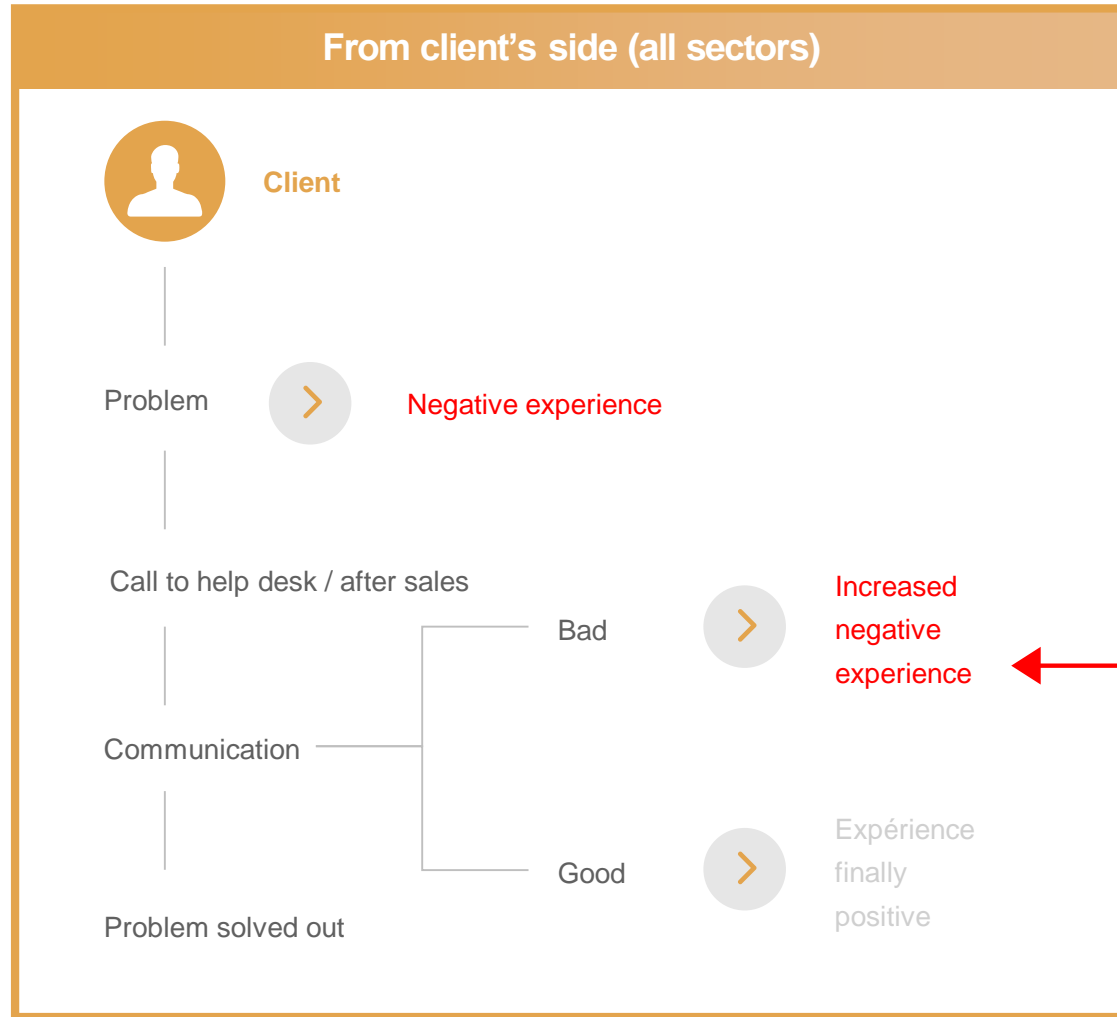 From client's side (all sectors)
Client
Problem
Negative experience
Call to help desk / after sales
Bad
Increased
negative
experience
Communication
Good
Expérience
finally
positive
Problem solved out